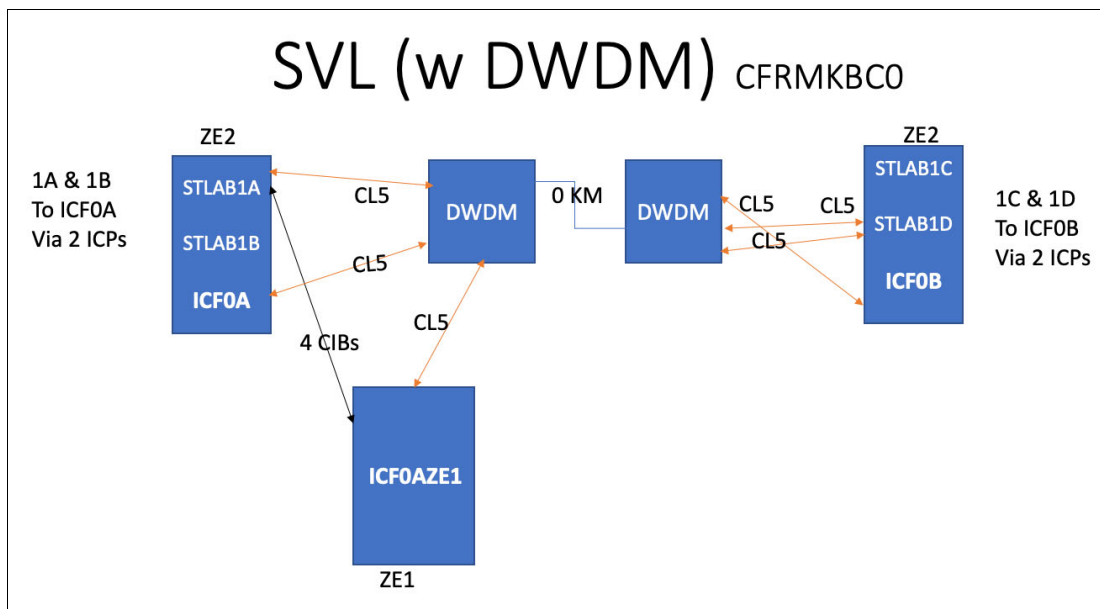 SVL (w DWDM) CFRMKBC0
ZE2
1A & 1B
To ICF0A
Via 2 ICPs
STLAB1A
STLAB1B
ICF0A
CL5
CL5
DWDM
0 KM
DWDM
CL5
CL5
CL5
ZE2
STLAB1C
STLAB1D
ICF0B
1C & 1D
To ICF0B
Via 2 ICPs
4 CIBs
CL5
ICF0AZE1
ZE1